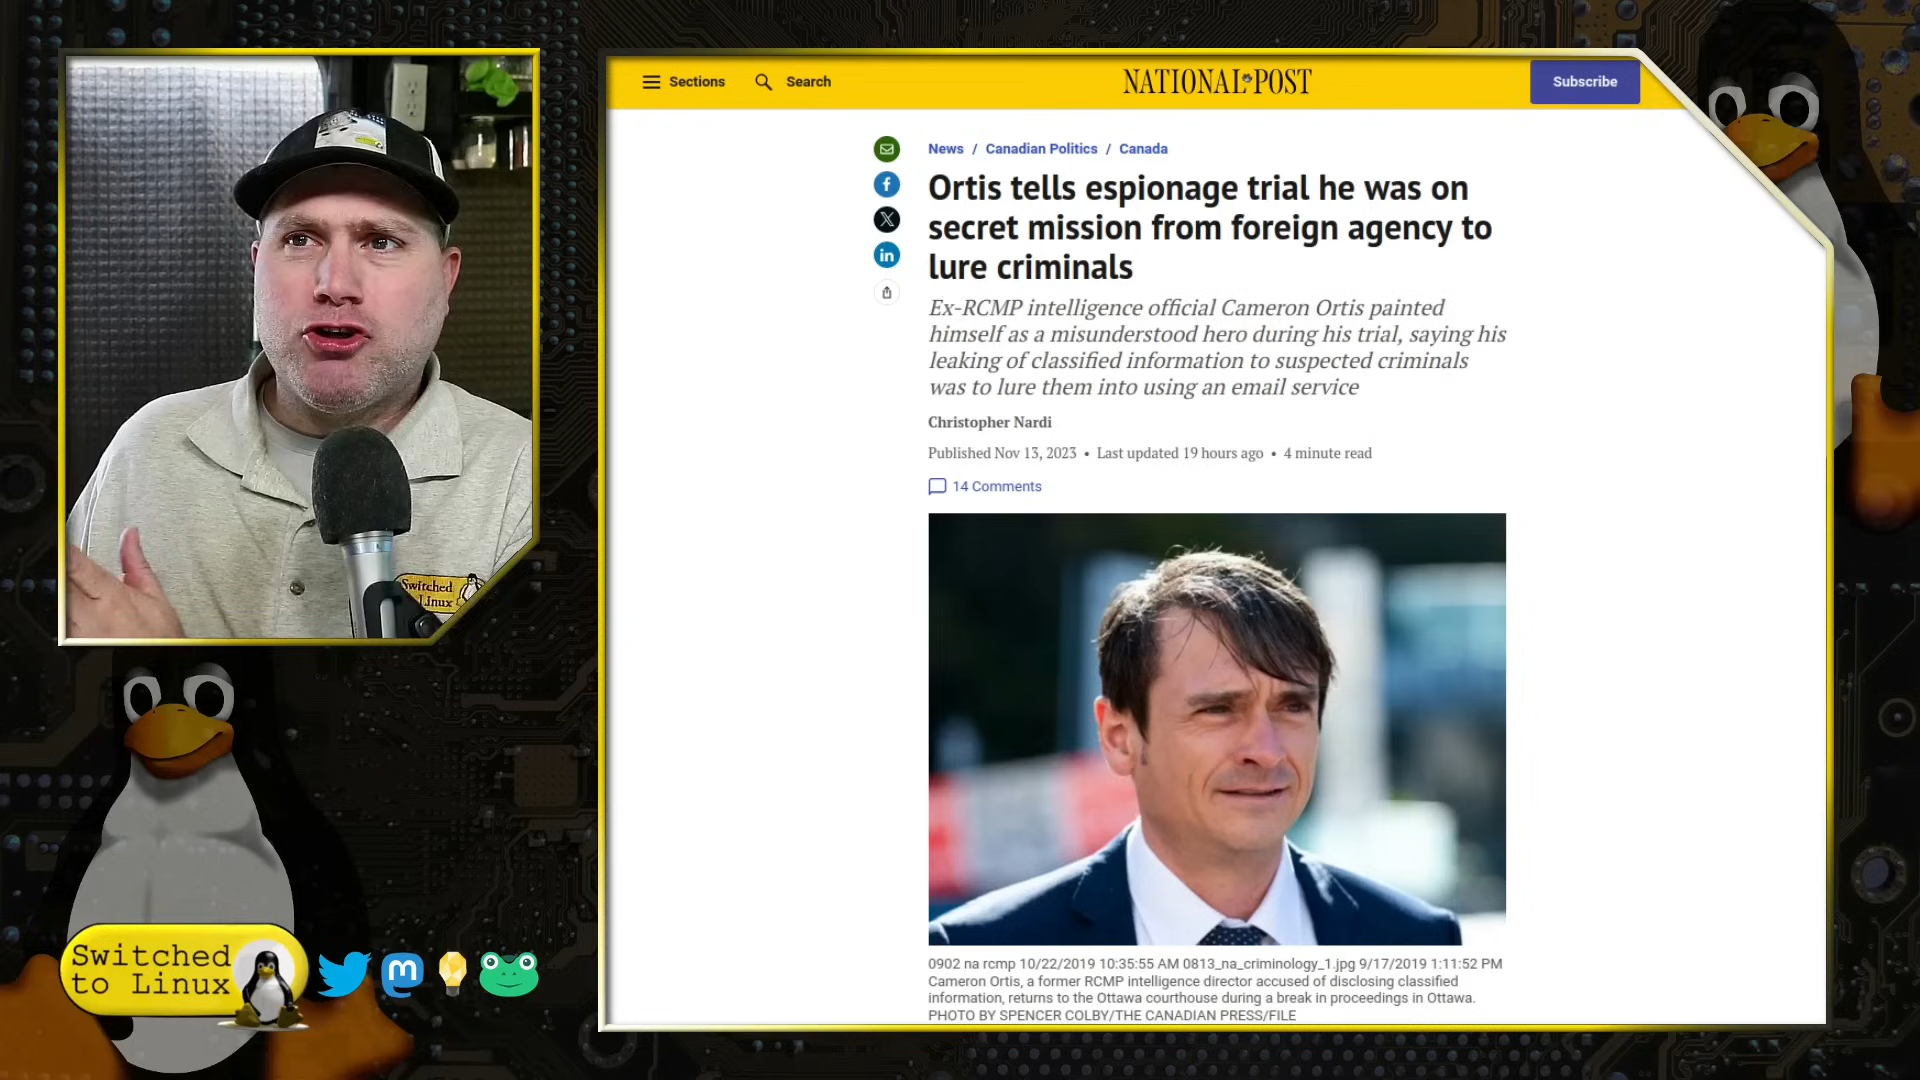 Sections
Search
NATIONAL POST
Subscribe
News / Canadian Politics / Canada
Ortis tells espionage trial he was on
secret mission from foreign agency to
lure criminals
Ex-RCMP intelligence official Cameron Ortis painted
himself as a misunderstood hero during his trial, saying his
leaking of classified information to suspected criminals
was to lure them into using an email service
Christopher Nardi
Published Nov 13, 2023 • Last updated 19 hours ago • 4 minute read
14 Comments
0902 na rcmp 10/22/2019 10:35:55 AM 0813_na_criminology_1.jpg 9/17/2019 1:11:52 PM
Cameron Ortis, a former RCMP intelligence director accused of disclosing classified
information, returns to the Ottawa courthouse during a break in proceedings in Ottawa.
PHOTO BY SPENCER COLBY/THE CANADIAN PRESS/FILE
Switched
to Linux
Switched
to Linux